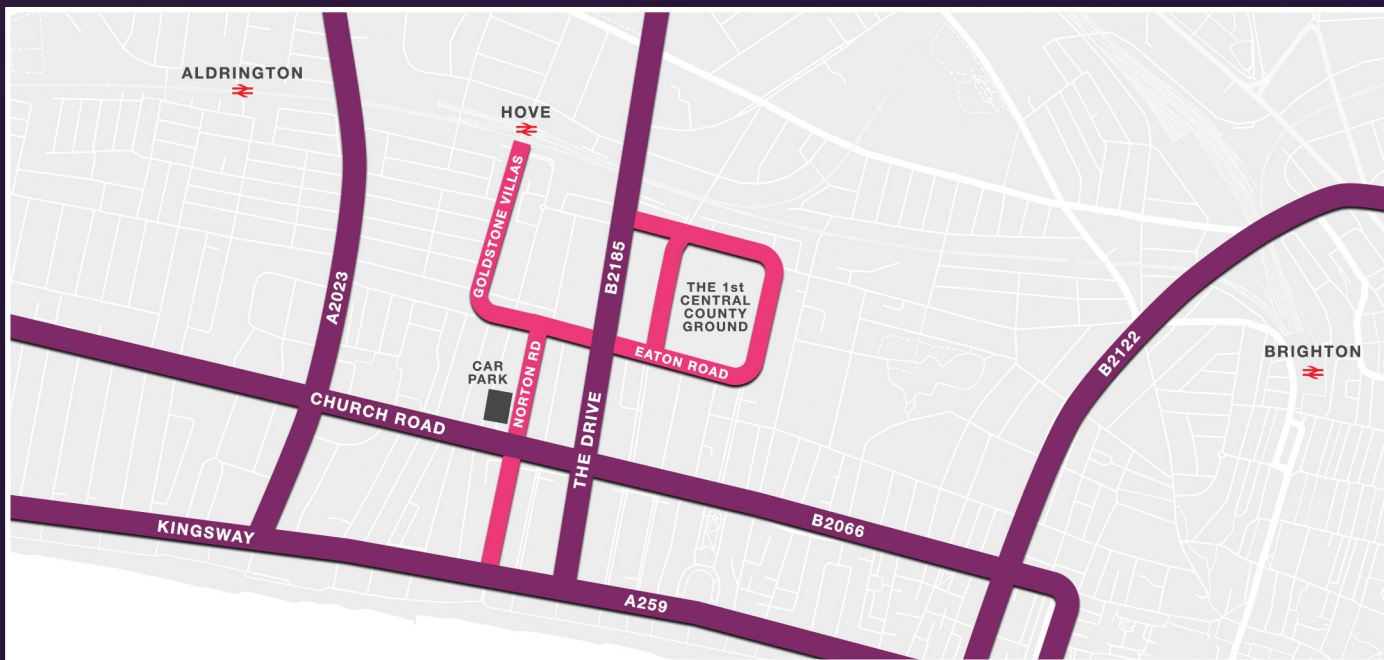 ALDRINGTON
HOVE
GOLDSTONE VILLAS
B2185
THE 1st
CENTRAL
COUNTY
GROUND
A2023
NORTON RD
EATON ROAD
B2122
BRIGHTON
CAR
PARK
CHURCH ROAD
THE DRIVE
B2066
KINGSWAY
A259